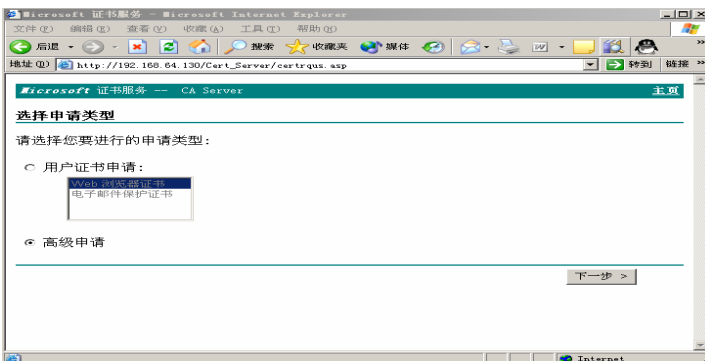 Microsoft 证书服务 - Microsoft Internet Explorer
文件(F) 编辑(E) 查看(V) 收藏(A) 工具(T) 帮助(H)
后退 搜索 收藏夹 媒体
地址(D) http://192.168.64.130/Cert_Server/certrqus.asp 转到 链接 »
Microsoft 证书服务 -- CA Server 主页
选择申请类型
请选择您要进行的申请类型:
用户证书申请:
Web 浏览器证书
电子邮件保护证书
高级申请
下一步 >
Internet